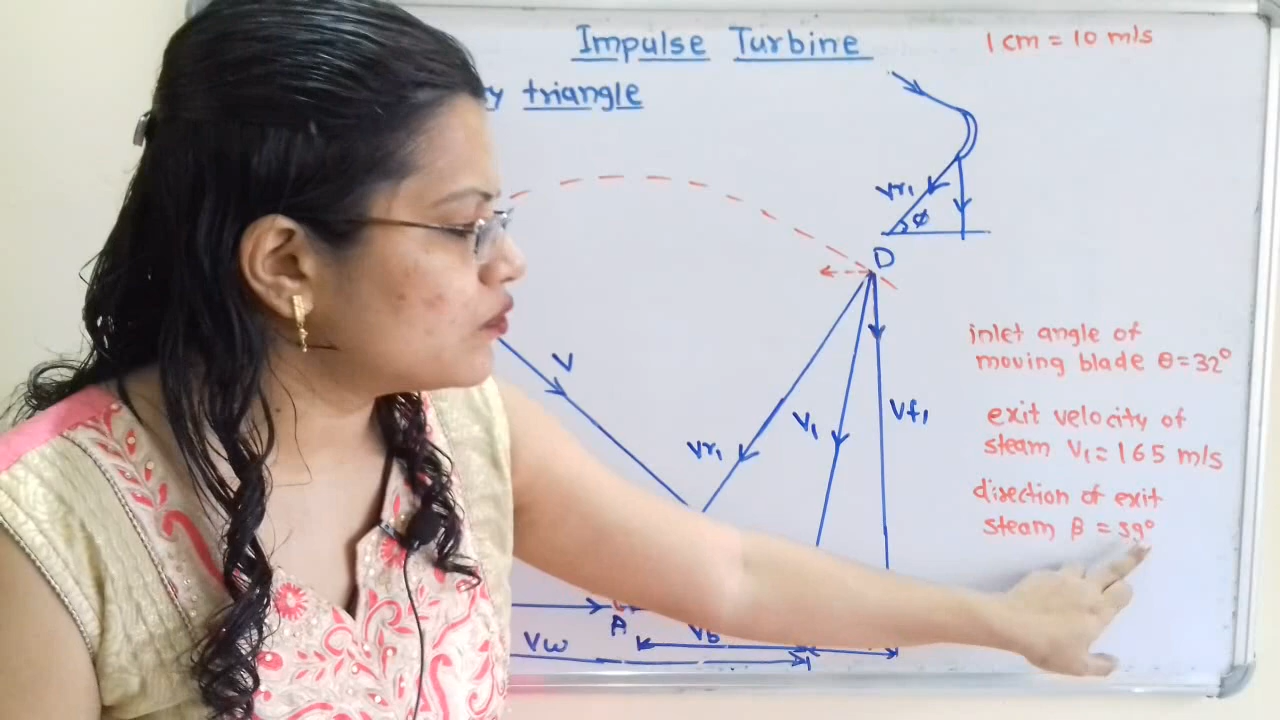 Impulse Turbine
1 cm = 10 m/s
y triangle
Vr₁
φ
D
V
Vr₁
V₁
Vf₁
inlet angle of
moving blade θ = 32°
exit velocity of
steam V₁ = 165 m/s
direction of exit
steam β = 59°
A
Vb
Vw